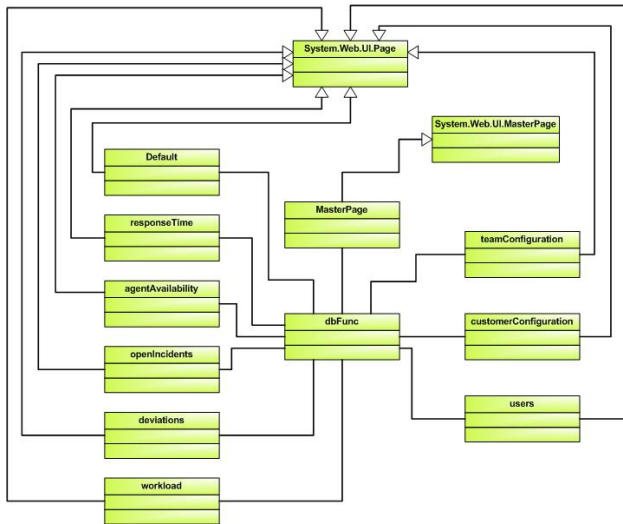 System.Web.UI.Page
System.Web.UI.MasterPage
Default
MasterPage
responseTime
teamConfiguration
agentAvailability
dbFunc
customerConfiguration
openIncidents
users
deviations
workload